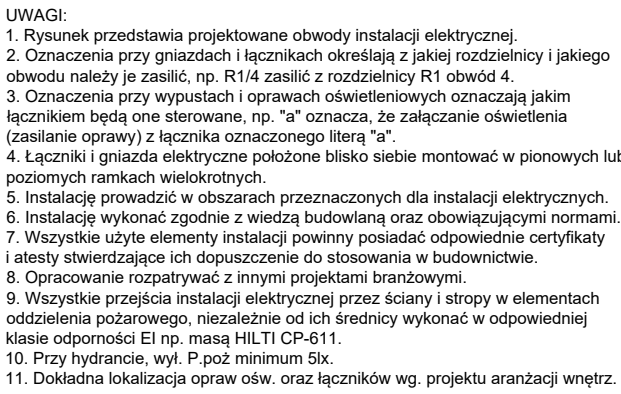 UWAGI:
1. Rysunek przedstawia projektowane obwody instalacji elektrycznej.
2. Oznaczenia przy gniazdach i łącznikach określają z jakiej rozdzielnicy i jakiego
obwodu należy je zasilić, np. R1/4 zasilić z rozdzielnicy R1 obwód 4.
3. Oznaczenia przy wypustach i oprawach oświetleniowych oznaczają jakim
łącznikiem będą one sterowane, np. "a" oznacza, że załączanie oświetlenia
(zasilanie oprawy) z łącznika oznaczonego literą "a".
4. Łączniki i gniazda elektryczne położone blisko siebie montować w pionowych lub
poziomych ramkach wielokrotnych.
5. Instalację prowadzić w obszarach przeznaczonych dla instalacji elektrycznych.
6. Instalację wykonać zgodnie z wiedzą budowlaną oraz obowiązującymi normami.
7. Wszystkie użyte elementy instalacji powinny posiadać odpowiednie certyfikaty
i atesty stwierdzające ich dopuszczenie do stosowania w budownictwie.
8. Opracowanie rozpatrywać z innymi projektami branżowymi.
9. Wszystkie przejścia instalacji elektrycznej przez ściany i stropy w elementach
oddzielenia pożarowego, niezależnie od ich średnicy wykonać w odpowiedniej
klasie odporności EI np. masą HILTI CP-611.
10. Przy hydrancie, wył. P.poż minimum 5lx.
11. Dokładna lokalizacja opraw ośw. oraz łączników wg. projektu aranżacji wnętrz.